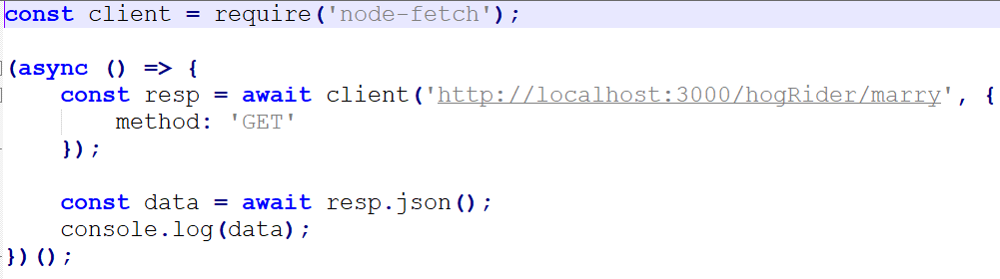 const client = require('node-fetch');
(async () => {
    const resp = await client('http://localhost:3000/hogRider/marry', {
        method: 'GET'
    });
    const data = await resp.json();
    console.log(data);
})();